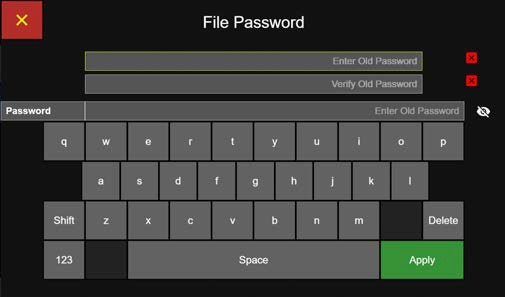 File Password
Enter Old Password
Verify Old Password
Password Enter Old Password
q w e r t y u i o p
a s d f g h j k l
Shift z x c v b n m Delete
123 Space Apply